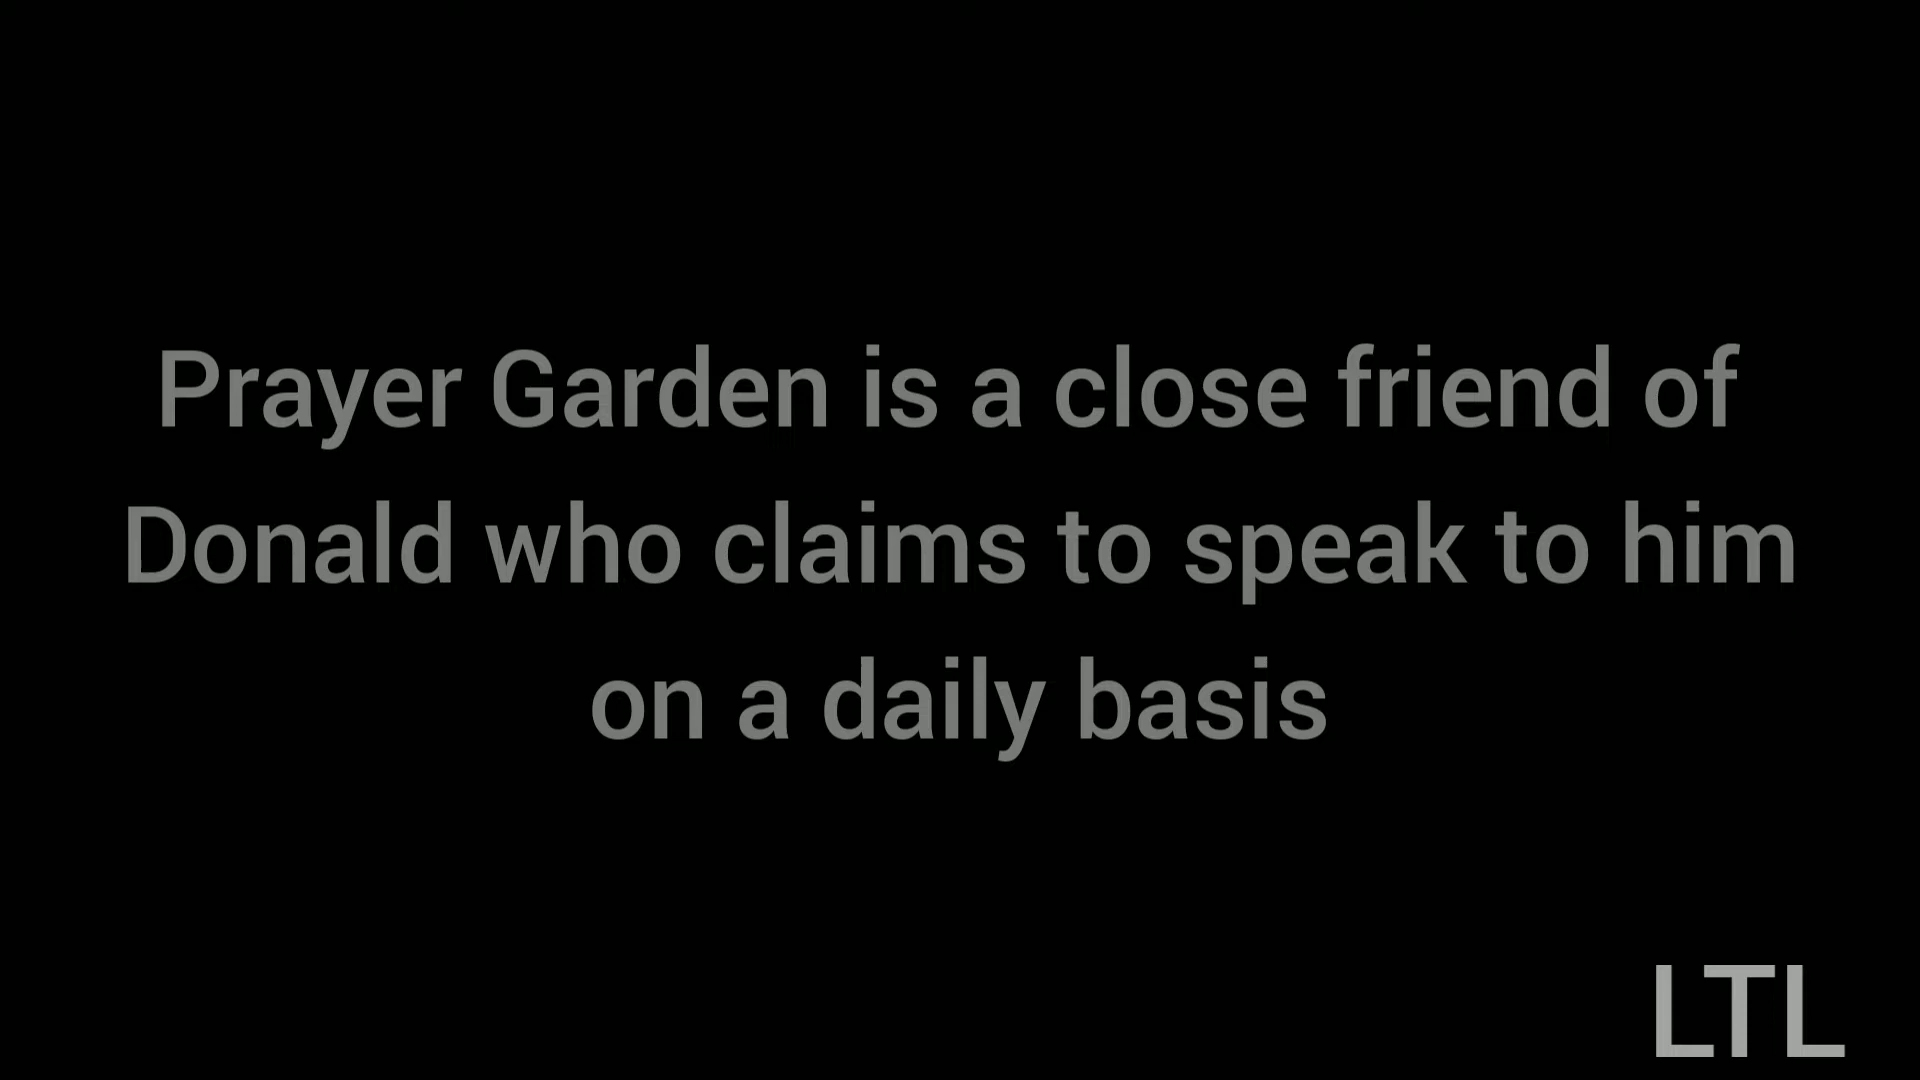 Prayer Garden is a close friend of
Donald who claims to speak to him
on a daily basis
LTL